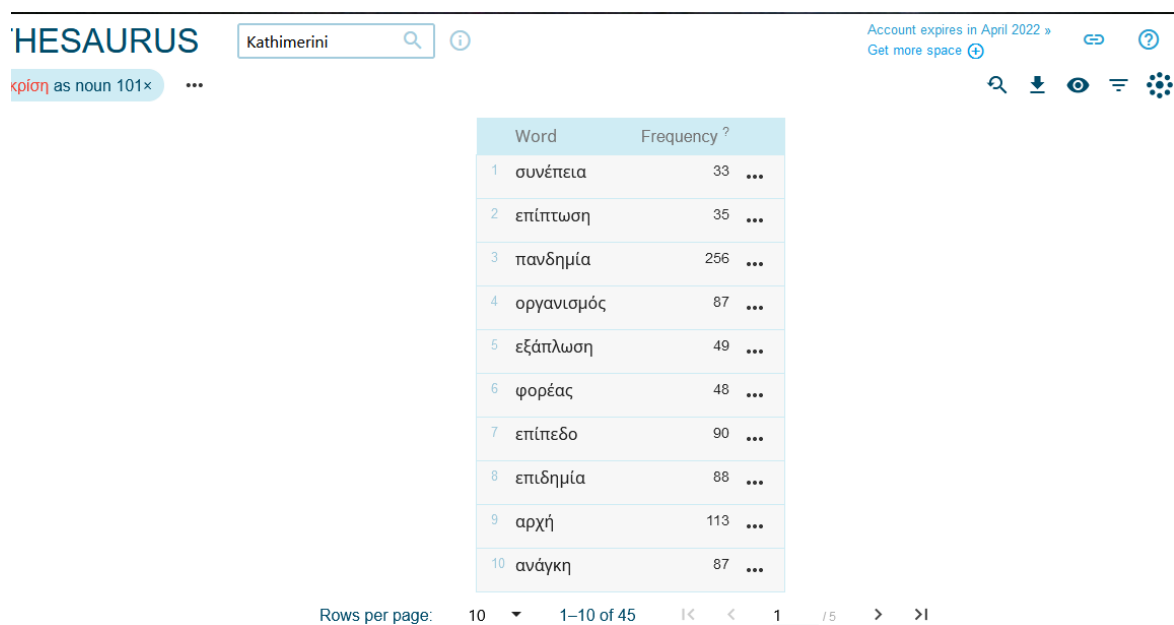 THESAURUS Kathimerini Account expires in April 2022 »
Get more space
κρίση as noun 101×
Word Frequency ?
1 συνέπεια 33
2 επίπτωση 35
3 πανδημία 256
4 οργανισμός 87
5 εξάπλωση 49
6 φορέας 48
7 επίπεδο 90
8 επιδημία 88
9 αρχή 113
10 ανάγκη 87
Rows per page: 10 1–10 of 45 1 / 5